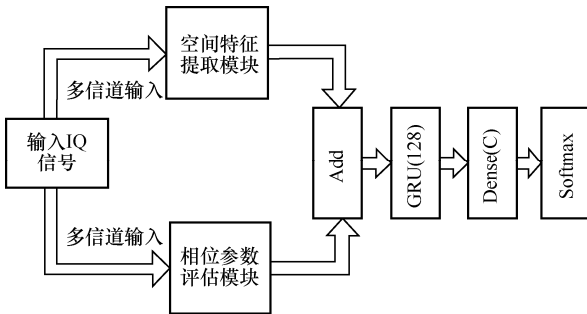 空间特征
提取模块
多信道输入
输入IQ
信号
Add
GRU(128)
Dense(C)
Softmax
多信道输入
相位参数
评估模块